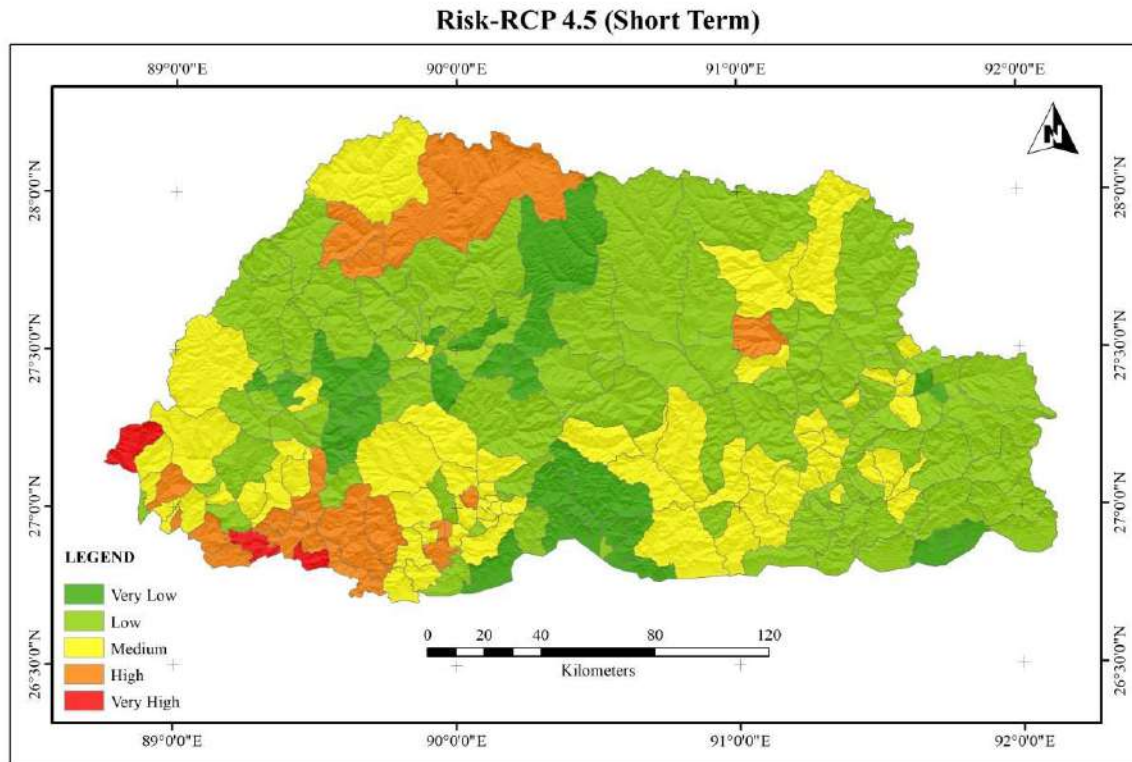 Risk-RCP 4.5 (Short Term)
89°0'0"E 90°0'0"E 91°0'0"E 92°0'0"E
N
28°0'0"N 28°0'0"N
27°30'0"N 27°30'0"N
27°0'0"N 27°0'0"N
26°30'0"N 26°30'0"N
LEGEND
Very Low
Low
Medium
High
Very High
0 20 40 80 120
Kilometers
89°0'0"E 90°0'0"E 91°0'0"E 92°0'0"E